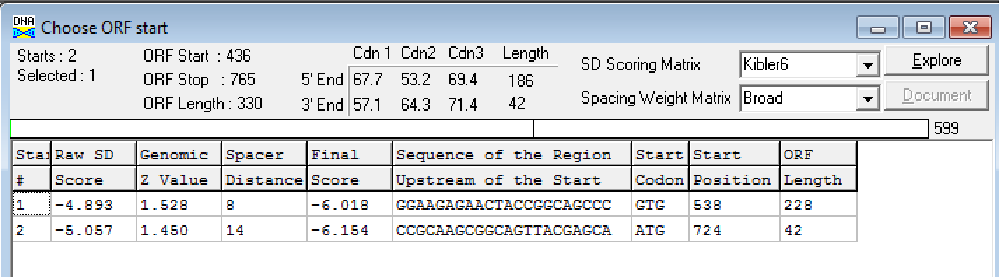 DNA Choose ORF start
Starts : 2 ORF Start : 436 Cdn 1 Cdn2 Cdn3 Length SD Scoring Matrix Kibler6 Explore
Selected : 1 ORF Stop : 765 5' End 67.7 53.2 69.4 186
ORF Length : 330 3' End 57.1 64.3 71.4 42 Spacing Weight Matrix Broad Document
599
Star Raw SD Genomic Spacer Final Sequence of the Region Start Start ORF
# Score Z Value Distance Score Upstream of the Start Codon Position Length
1 -4.893 1.528 8 -6.018 GGAAGAGAACTACCGGCAGCCC GTG 538 228
2 -5.057 1.450 14 -6.154 CCGCAAGCGGCAGTTACGAGCA ATG 724 42